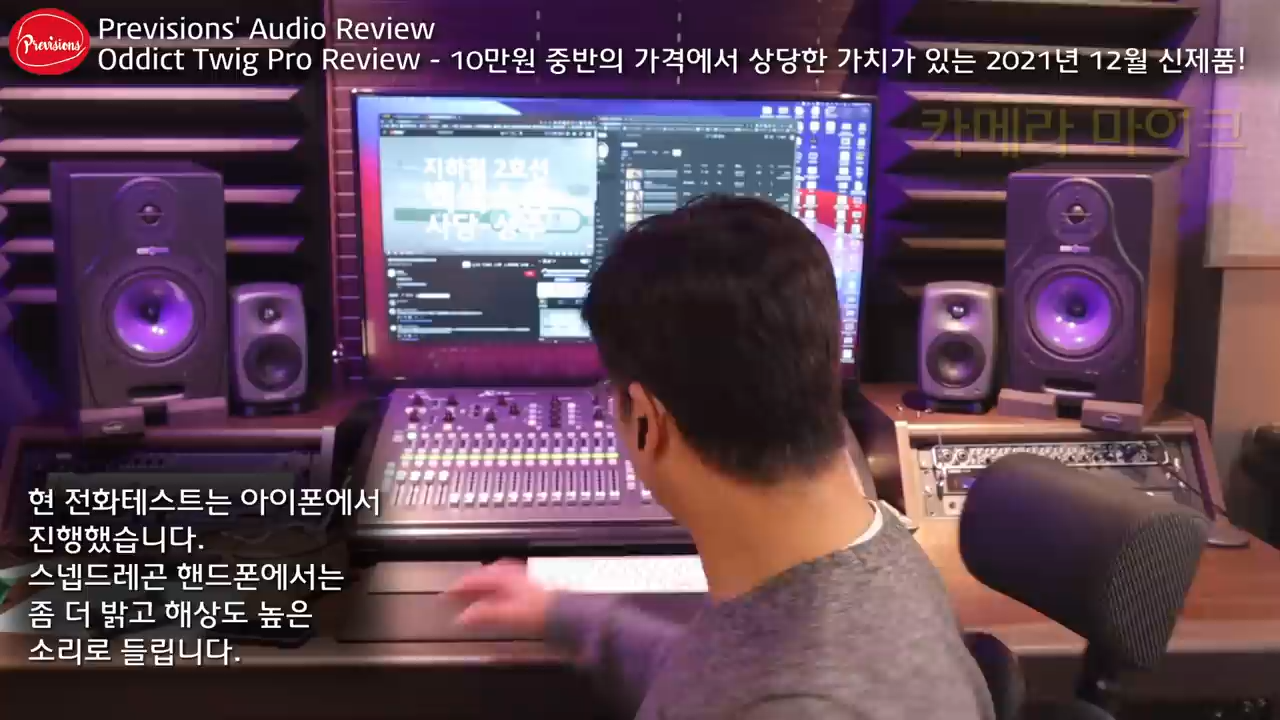 Previsions
Previsions' Audio Review
Oddict Twig Pro Review - 10만원 중반의 가격에서 상당한 가치가 있는 2021년 12월 신제품!
카메라 마이크
지하철 2호선
현 전화테스트는 아이폰에서
진행했습니다.
스넵드레곤 핸드폰에서는
좀 더 밝고 해상도 높은
소리로 들립니다.